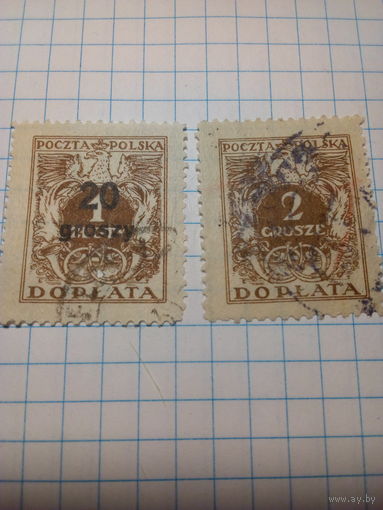 POCZTA POLSKA
20
1
groszy
DOPŁATA
POCZTA POLSKA
2
GROSZE
DOPŁATA
www.ay.by